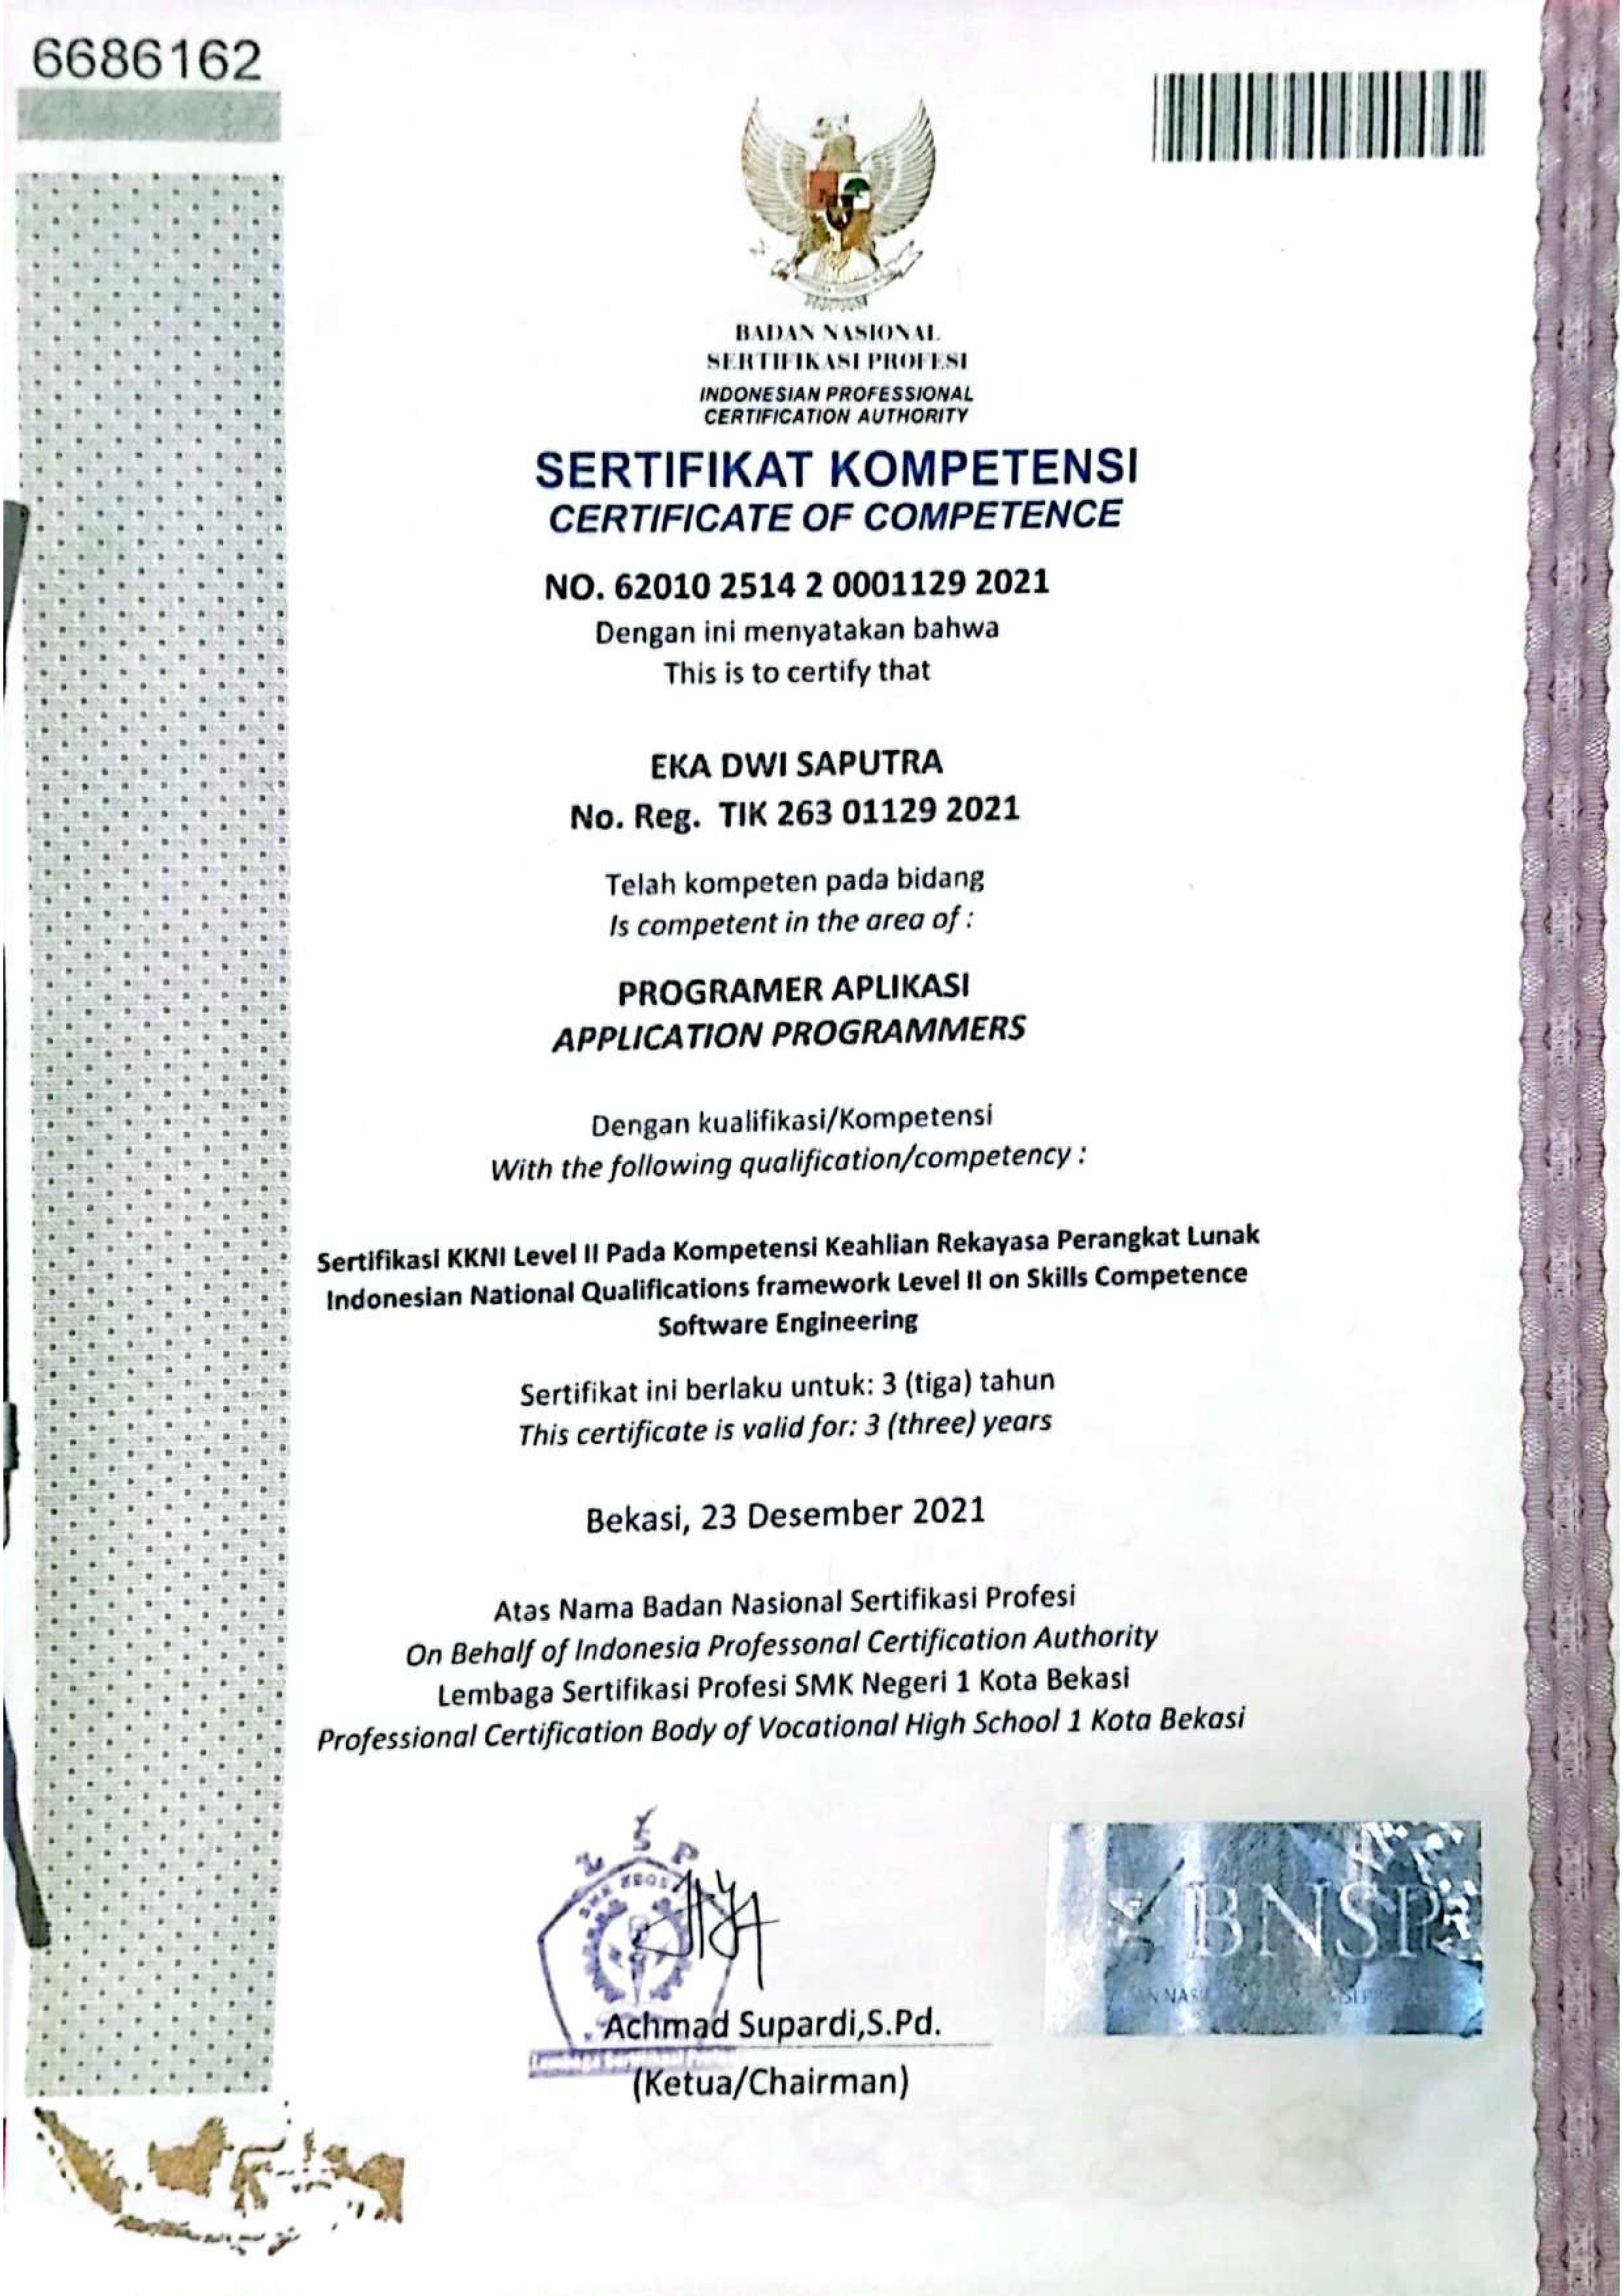 6686162
BADAN NASIONAL
SERTIFIKASI PROFESI
INDONESIAN PROFESSIONAL
CERTIFICATION AUTHORITY
SERTIFIKAT KOMPETENSI
CERTIFICATE OF COMPETENCE
NO. 62010 2514 2 0001129 2021
Dengan ini menyatakan bahwa
This is to certify that
EKA DWI SAPUTRA
No. Reg. TIK 263 01129 2021
Telah kompeten pada bidang
Is competent in the area of :
PROGRAMER APLIKASI
APPLICATION PROGRAMMERS
Dengan kualifikasi/Kompetensi
With the following qualification/competency :
Sertifikasi KKNI Level II Pada Kompetensi Keahlian Rekayasa Perangkat Lunak
Indonesian National Qualifications framework Level II on Skills Competence
Software Engineering
Sertifikat ini berlaku untuk: 3 (tiga) tahun
This certificate is valid for: 3 (three) years
Bekasi, 23 Desember 2021
Atas Nama Badan Nasional Sertifikasi Profesi
On Behalf of Indonesia Professonal Certification Authority
Lembaga Sertifikasi Profesi SMK Negeri 1 Kota Bekasi
Professional Certification Body of Vocational High School 1 Kota Bekasi
Achmad Supardi,S.Pd.
(Ketua/Chairman)
BNSP